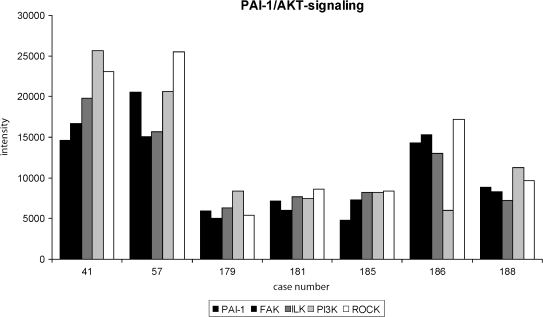 PAI-1/AKT-signaling
30000
25000
20000
15000
10000
5000
0
intensity
41 57 179 181 185 186 188
case number
PAI-1 FAK ILK PI3K ROCK